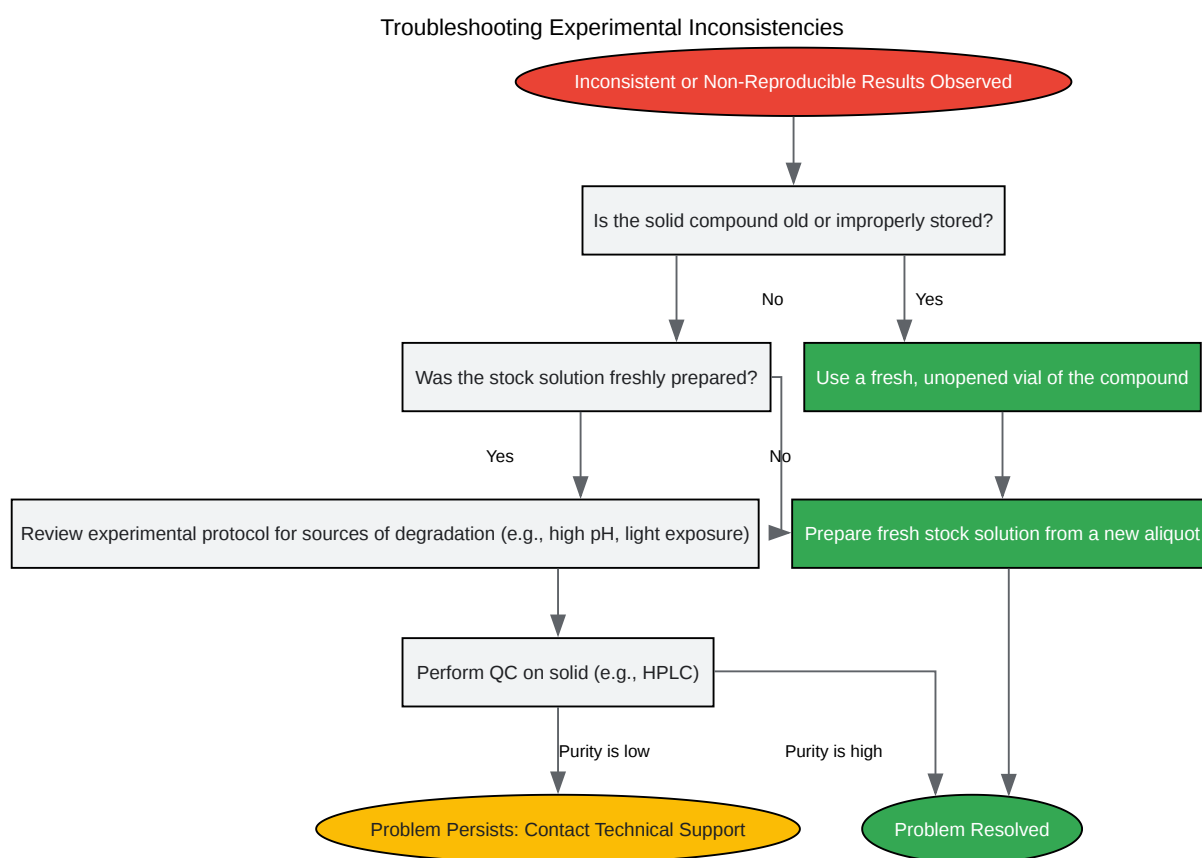 Troubleshooting Experimental Inconsistencies
Inconsistent or Non-Reproducible Results Observed
Is the solid compound old or improperly stored?
No
Yes
Was the stock solution freshly prepared?
Use a fresh, unopened vial of the compound
Yes
No
Review experimental protocol for sources of degradation (e.g., high pH, light exposure)
Prepare fresh stock solution from a new aliquot
Perform QC on solid (e.g., HPLC)
Purity is low
Purity is high
Problem Persists: Contact Technical Support
Problem Resolved